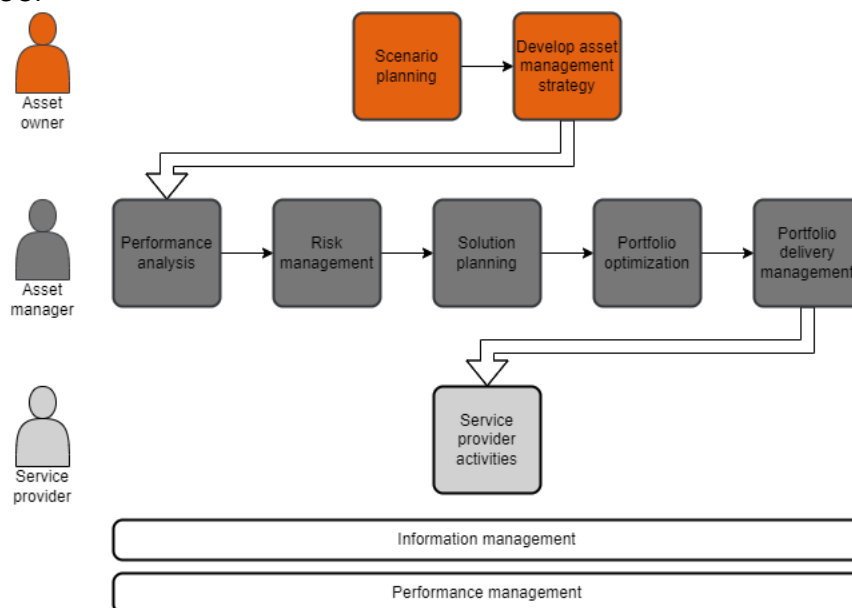 Scenario
planning
Develop asset
management
strategy
Asset
owner
Performance
analysis
Risk
management
Solution
planning
Portfolio
optimization
Portfolio
delivery
management
Asset
manager
Service
provider
activities
Service
provider
Information management
Performance management